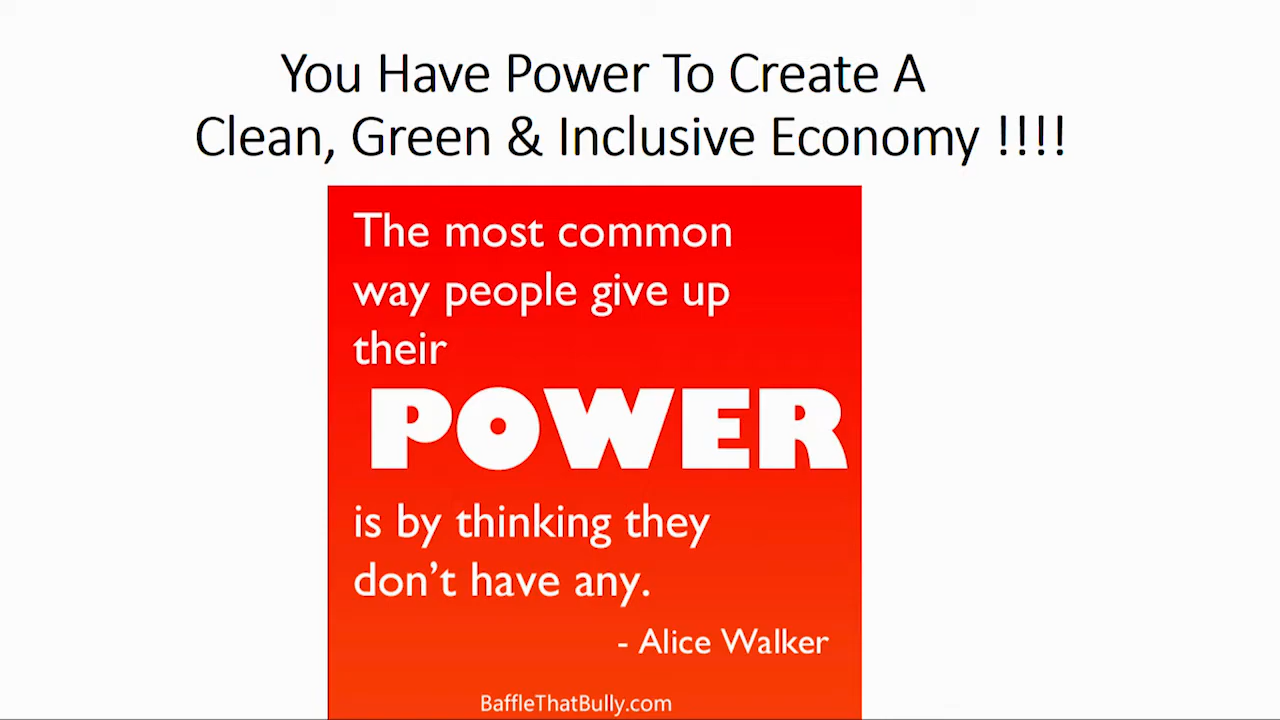 You Have Power To Create A
Clean, Green & Inclusive Economy !!!!
The most common
way people give up
their
POWER
is by thinking they
don’t have any.
- Alice Walker
BaffleThatBully.com